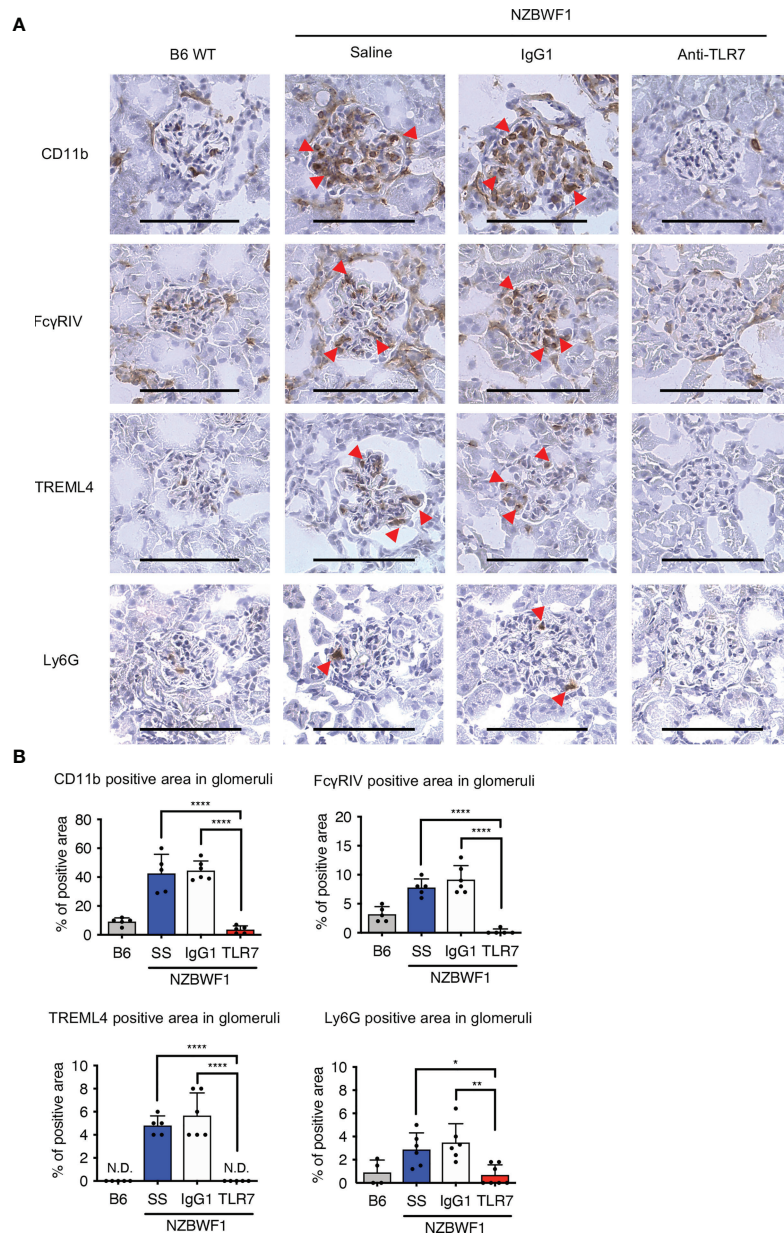 A
NZBWF1
B6 WT
Saline
IgG1
Anti-TLR7
CD11b
FcγRIV
TREML4
Ly6G
B
CD11b positive area in glomeruli
% of positive area
80
60
40
20
0
****
****
B6 SS IgG1 TLR7
NZBWF1
FcγRIV positive area in glomeruli
% of positive area
20
15
10
5
0
****
****
B6 SS IgG1 TLR7
NZBWF1
TREML4 positive area in glomeruli
% of positive area
10
8
6
4
2
0
****
****
N.D. N.D.
B6 SS IgG1 TLR7
NZBWF1
Ly6G positive area in glomeruli
% of positive area
10
8
6
4
2
0
*
**
B6 SS IgG1 TLR7
NZBWF1